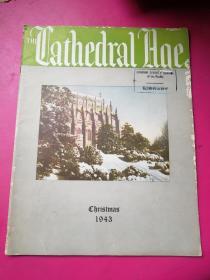 THE
Cathedral Age
Christmas
1943